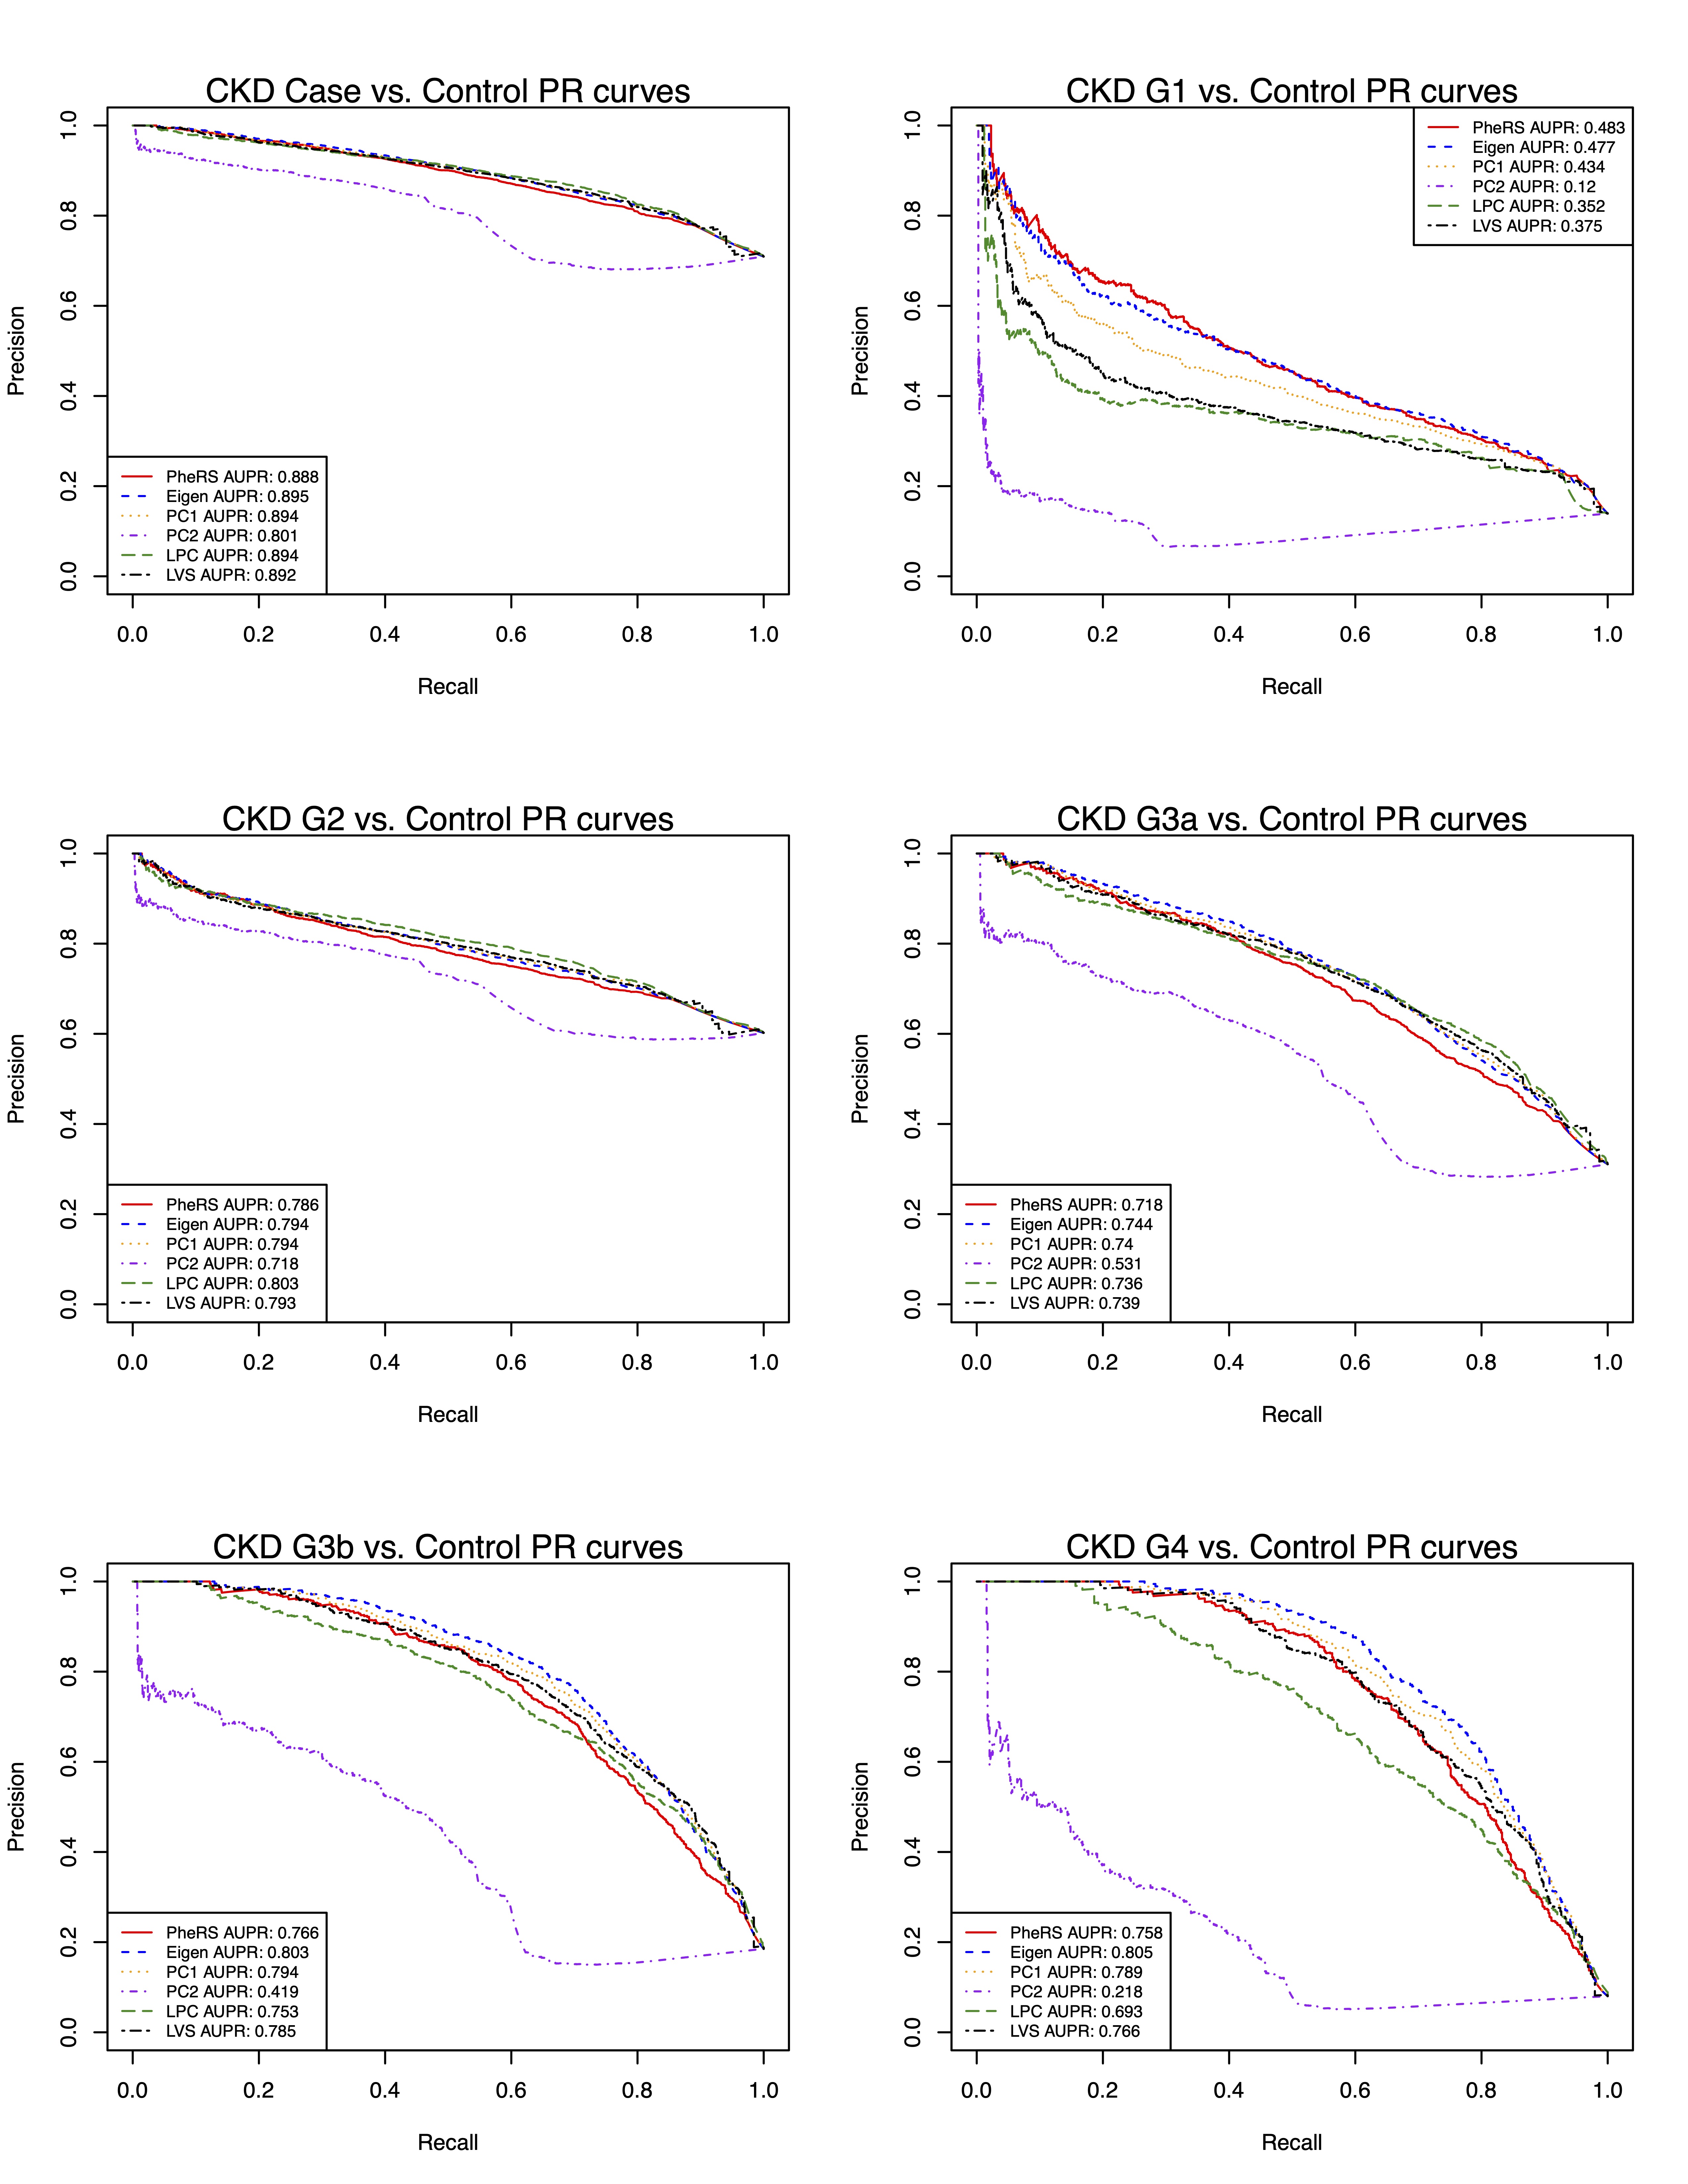 CKD Case vs. Control PR curves
Precision
1.0
0.8
0.6
0.4
0.2
0.0
PheRS AUPR: 0.888
Eigen AUPR: 0.895
PC1 AUPR: 0.894
PC2 AUPR: 0.801
LPC AUPR: 0.894
LVS AUPR: 0.892
0.0 0.2 0.4 0.6 0.8 1.0
Recall
CKD G1 vs. Control PR curves
Precision
1.0
0.8
0.6
0.4
0.2
0.0
PheRS AUPR: 0.483
Eigen AUPR: 0.477
PC1 AUPR: 0.434
PC2 AUPR: 0.12
LPC AUPR: 0.352
LVS AUPR: 0.375
0.0 0.2 0.4 0.6 0.8 1.0
Recall
CKD G2 vs. Control PR curves
Precision
1.0
0.8
0.6
0.4
0.2
0.0
PheRS AUPR: 0.786
Eigen AUPR: 0.794
PC1 AUPR: 0.794
PC2 AUPR: 0.718
LPC AUPR: 0.803
LVS AUPR: 0.793
0.0 0.2 0.4 0.6 0.8 1.0
Recall
CKD G3a vs. Control PR curves
Precision
1.0
0.8
0.6
0.4
0.2
0.0
PheRS AUPR: 0.718
Eigen AUPR: 0.744
PC1 AUPR: 0.74
PC2 AUPR: 0.531
LPC AUPR: 0.736
LVS AUPR: 0.739
0.0 0.2 0.4 0.6 0.8 1.0
Recall
CKD G3b vs. Control PR curves
Precision
1.0
0.8
0.6
0.4
0.2
0.0
PheRS AUPR: 0.766
Eigen AUPR: 0.803
PC1 AUPR: 0.794
PC2 AUPR: 0.419
LPC AUPR: 0.753
LVS AUPR: 0.785
0.0 0.2 0.4 0.6 0.8 1.0
Recall
CKD G4 vs. Control PR curves
Precision
1.0
0.8
0.6
0.4
0.2
0.0
PheRS AUPR: 0.758
Eigen AUPR: 0.805
PC1 AUPR: 0.789
PC2 AUPR: 0.218
LPC AUPR: 0.693
LVS AUPR: 0.766
0.0 0.2 0.4 0.6 0.8 1.0
Recall